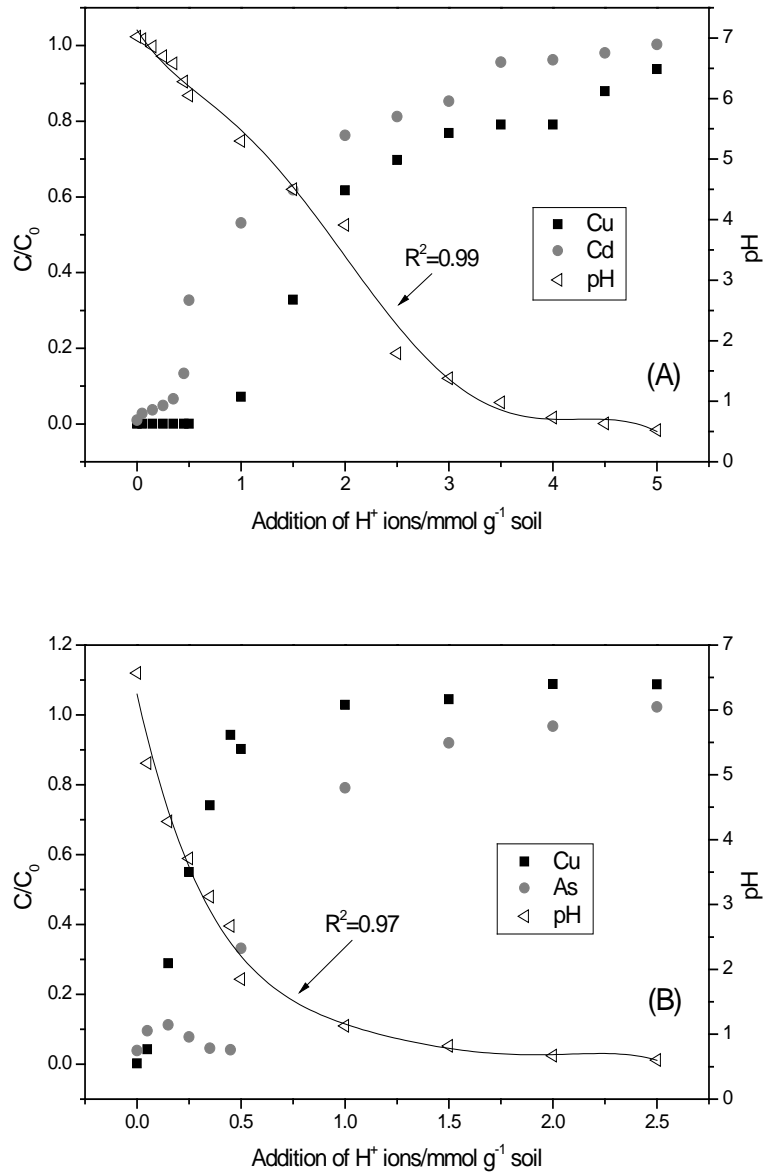 1.0
0.8
0.6
0.4
0.2
0.0
C/C0
7
6
5
4
3
2
1
0
pH
Cu
Cd
pH
R2=0.99
(A)
0 1 2 3 4 5
Addition of H+ ions/mmol g-1 soil
1.2
1.0
0.8
0.6
0.4
0.2
0.0
C/C0
7
6
5
4
3
2
1
0
pH
Cu
As
pH
R2=0.97
(B)
0.0 0.5 1.0 1.5 2.0 2.5
Addition of H+ ions/mmol g-1 soil